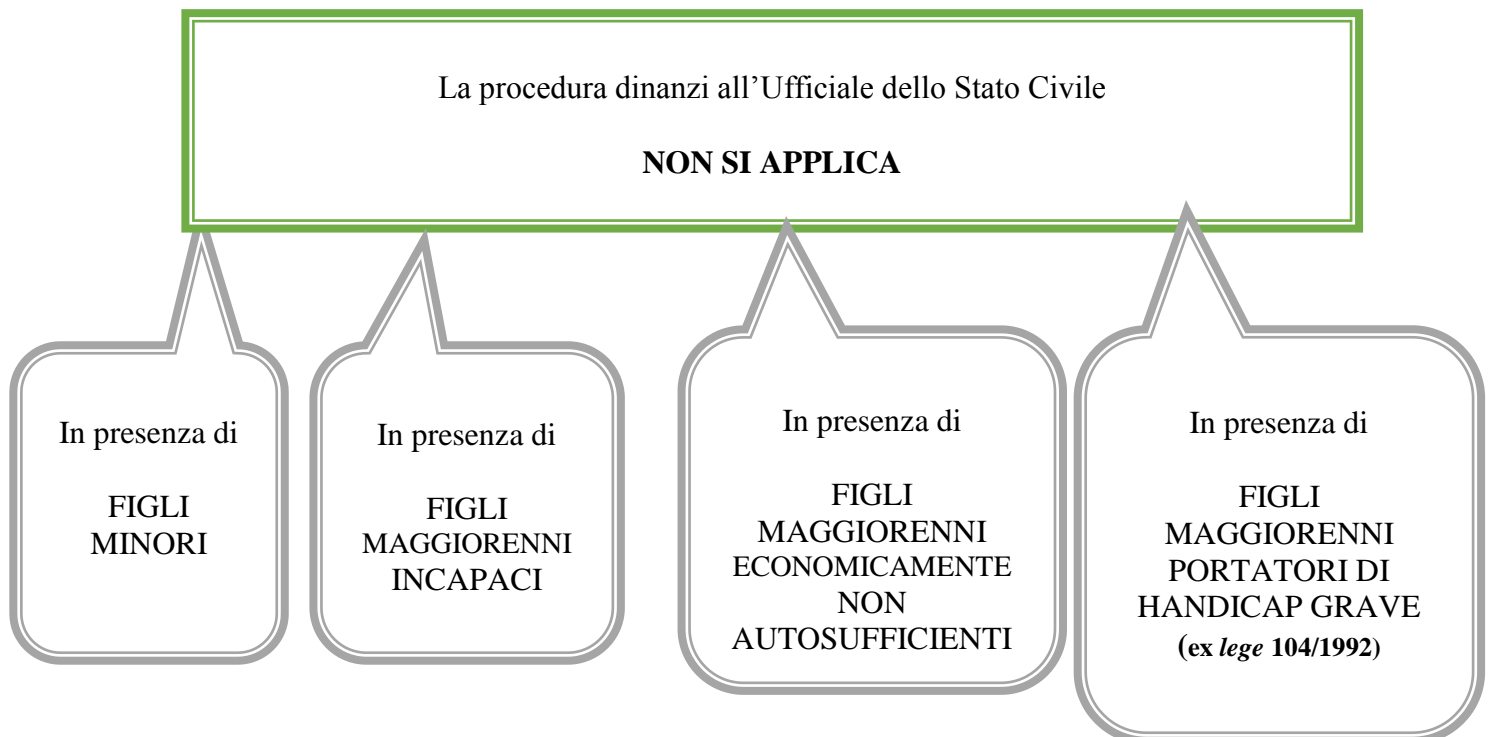 La procedura dinanzi all’Ufficiale dello Stato Civile
NON SI APPLICA
In presenza di
FIGLI
MINORI
In presenza di
FIGLI
MAGGIORENNI
INCAPACI
In presenza di
FIGLI
MAGGIORENNI
ECONOMICAMENTE
NON
AUTOSUFFICIENTI
In presenza di
FIGLI
MAGGIORENNI
PORTATORI DI
HANDICAP GRAVE
(ex lege 104/1992)